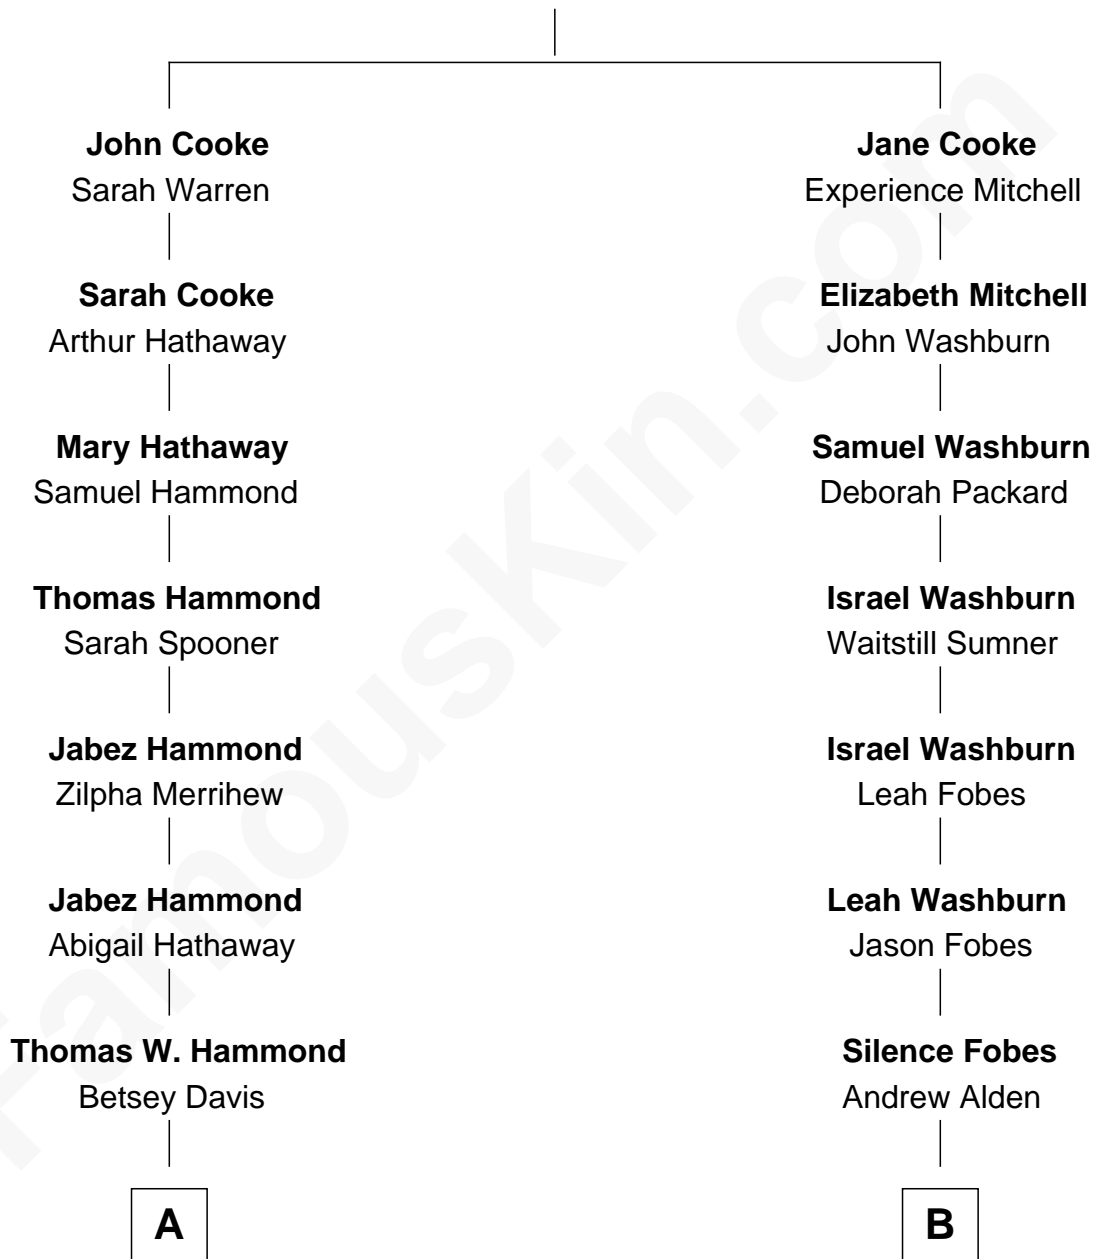 John Cooke
Sarah Warren
Jane Cooke
Experience Mitchell
Sarah Cooke
Arthur Hathaway
Elizabeth Mitchell
John Washburn
Mary Hathaway
Samuel Hammond
Samuel Washburn
Deborah Packard
Thomas Hammond
Sarah Spooner
Israel Washburn
Waitstill Sumner
Jabez Hammond
Zilpha Merrihew
Israel Washburn
Leah Fobes
Jabez Hammond
Abigail Hathaway
Leah Washburn
Jason Fobes
Thomas W. Hammond
Betsey Davis
Silence Fobes
Andrew Alden
A
B
FamousKin.com